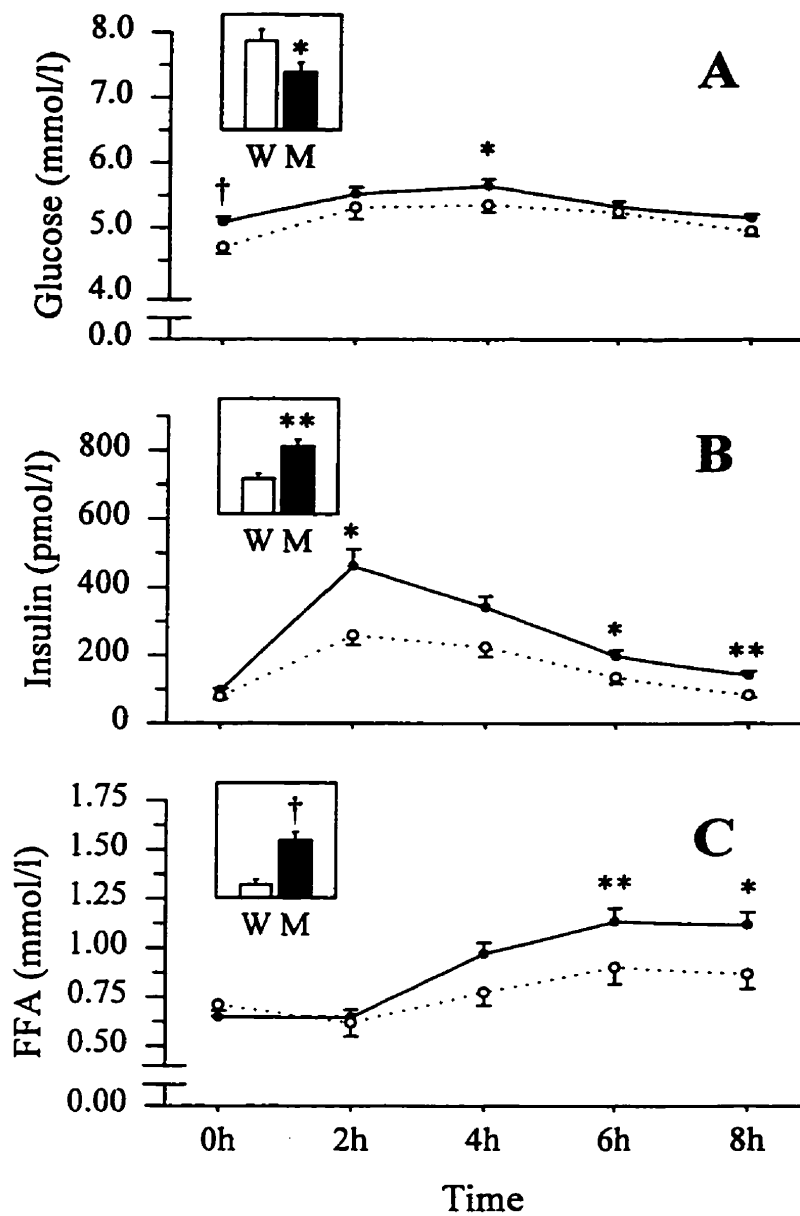 A
Glucose (mmol/l)
8.0
7.0
6.0
5.0
4.0
0.0
*
W M
†
*
B
Insulin (pmol/l)
800
600
400
200
0
**
W M
*
*
**
C
FFA (mmol/l)
1.75
1.50
1.25
1.00
0.75
0.50
0.00
†
W M
**
*
0h 2h 4h 6h 8h
Time